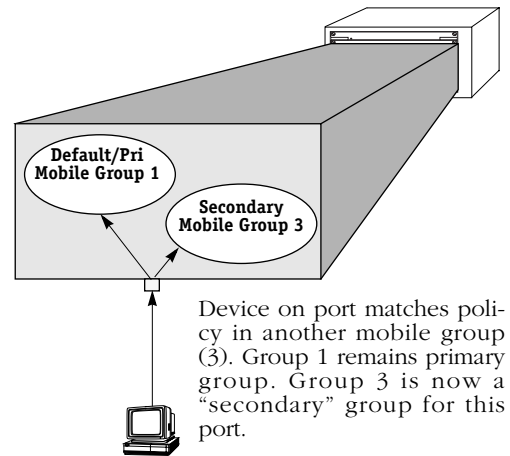 Default/Pri
Mobile Group 1
Secondary
Mobile Group 3
Device on port matches poli-
cy in another mobile group
(3). Group 1 remains primary
group. Group 3 is now a
“secondary” group for this
port.